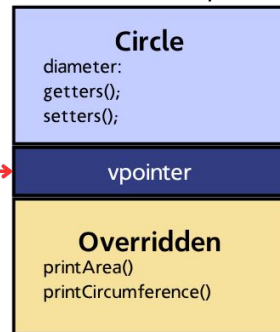 Circle
diameter:
getters();
setters();
vpointer
Overridden
printArea()
printCircumference()